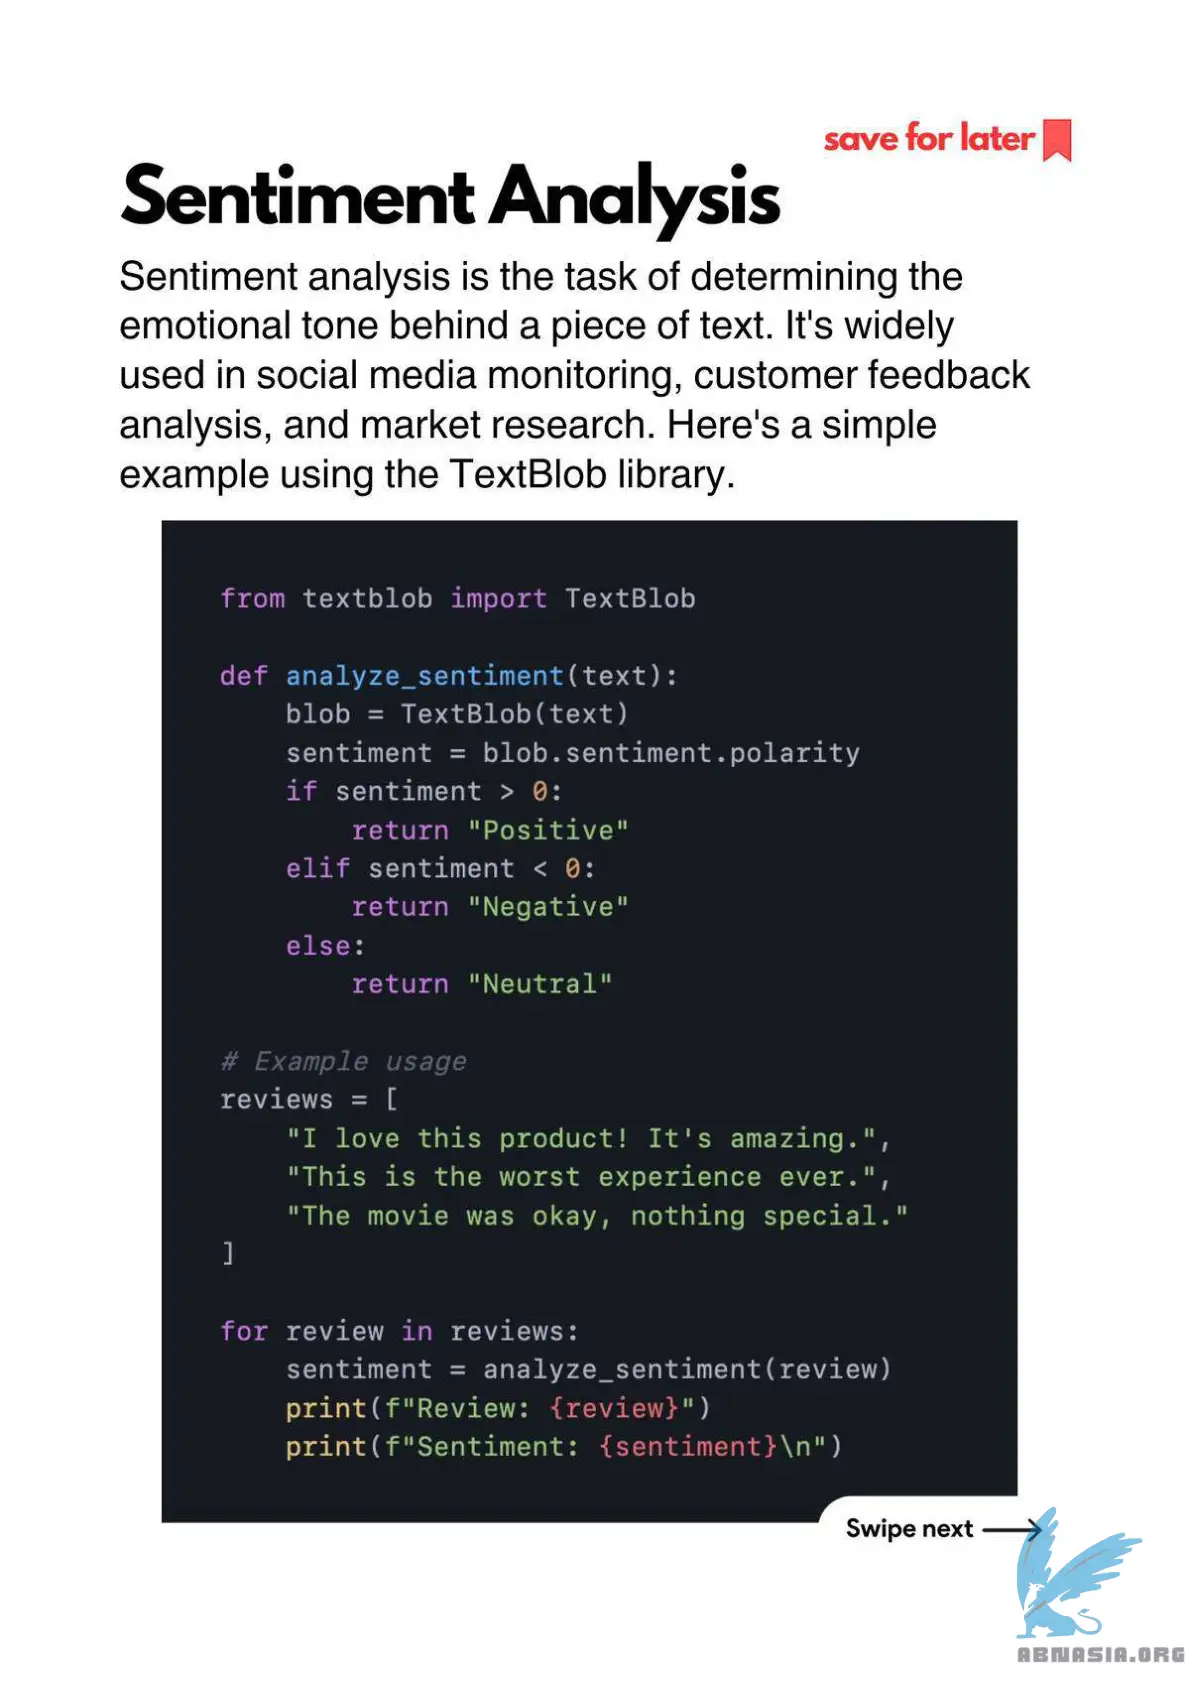 save for later
Sentiment Analysis
Sentiment analysis is the task of determining the
emotional tone behind a piece of text. It's widely
used in social media monitoring, customer feedback
analysis, and market research. Here's a simple
example using the TextBlob library.
from textblob import TextBlob
def analyze_sentiment(text):
    blob = TextBlob(text)
    sentiment = blob.sentiment.polarity
    if sentiment > 0:
        return "Positive"
    elif sentiment < 0:
        return "Negative"
    else:
        return "Neutral"
# Example usage
reviews = [
    "I love this product! It's amazing.",
    "This is the worst experience ever.",
    "The movie was okay, nothing special."
]
for review in reviews:
    sentiment = analyze_sentiment(review)
    print(f"Review: {review}")
    print(f"Sentiment: {sentiment}\n")
Swipe next
ABNASIA.ORG